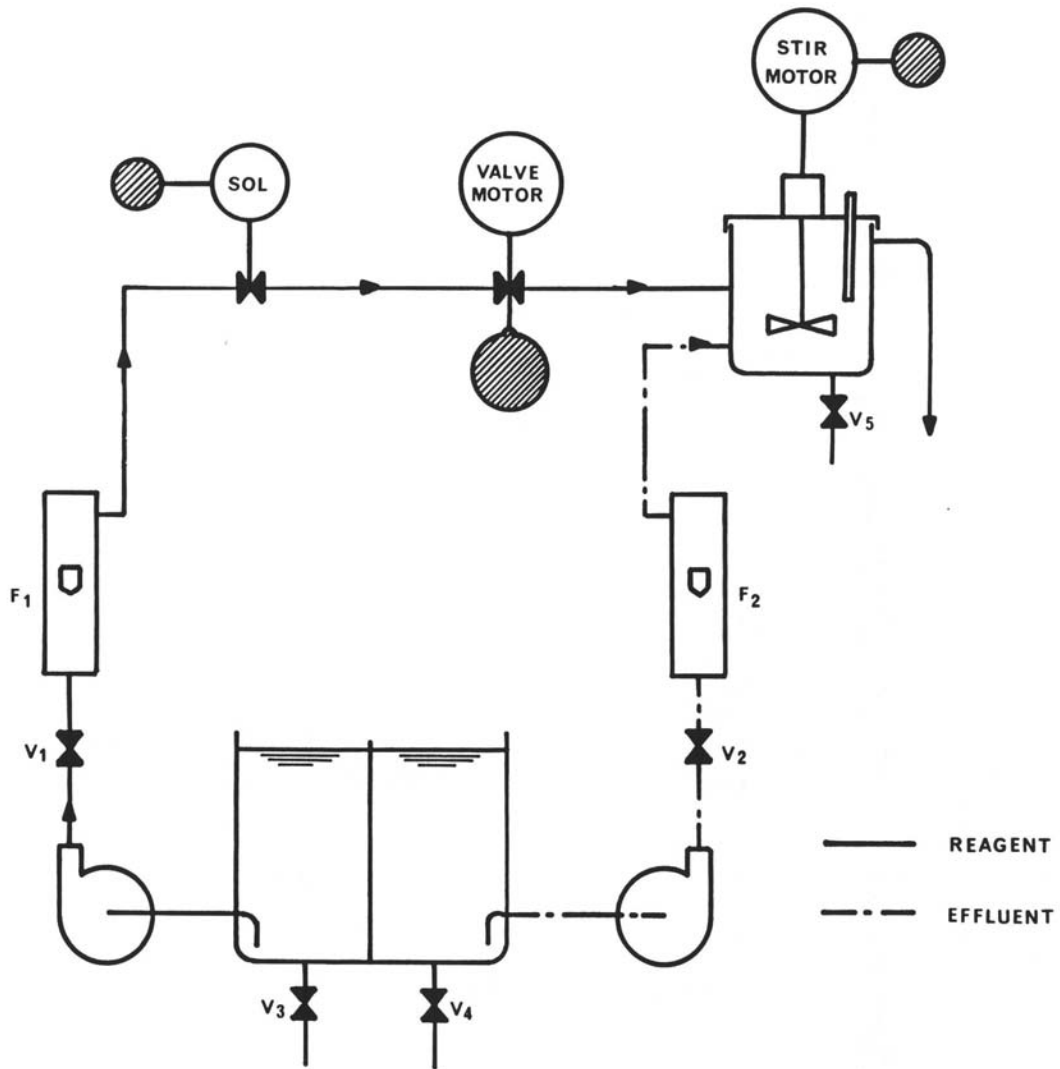 STIR
MOTOR
SOL
VALVE
MOTOR
V5
F1
F2
V1
V2
REAGENT
EFFLUENT
V3
V4